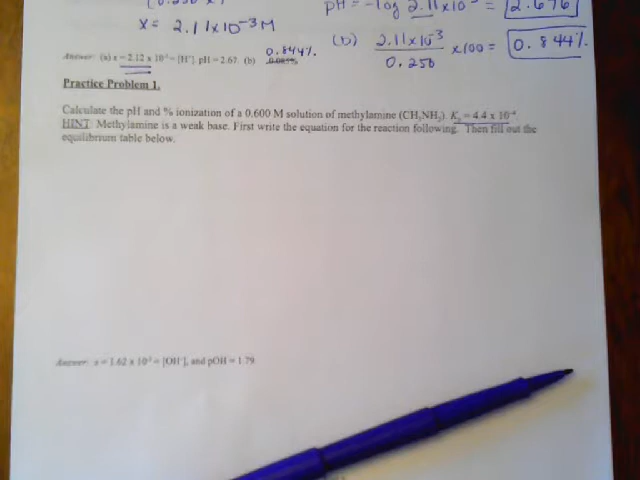 pH = -log 2.11x10 = 2.676
x = 2.11x10⁻³ M
(b) 2.11x10⁻³ / 0.250 x100 = 0.844%
0.844%
Answer: (a) x = 2.12 x 10⁻³ = [H⁺], pH = 2.67. (b) 0.085%
Practice Problem 1.
Calculate the pH and % ionization of a 0.600 M solution of methylamine (CH₃NH₂). K = 4.4 x 10⁻⁴.
HINT: Methylamine is a weak base. First write the equation for the reaction following. Then fill out the
equilibrium table below.
Answer: x = 1.62 x 10⁻² = [OH⁻], and pOH = 1.79.